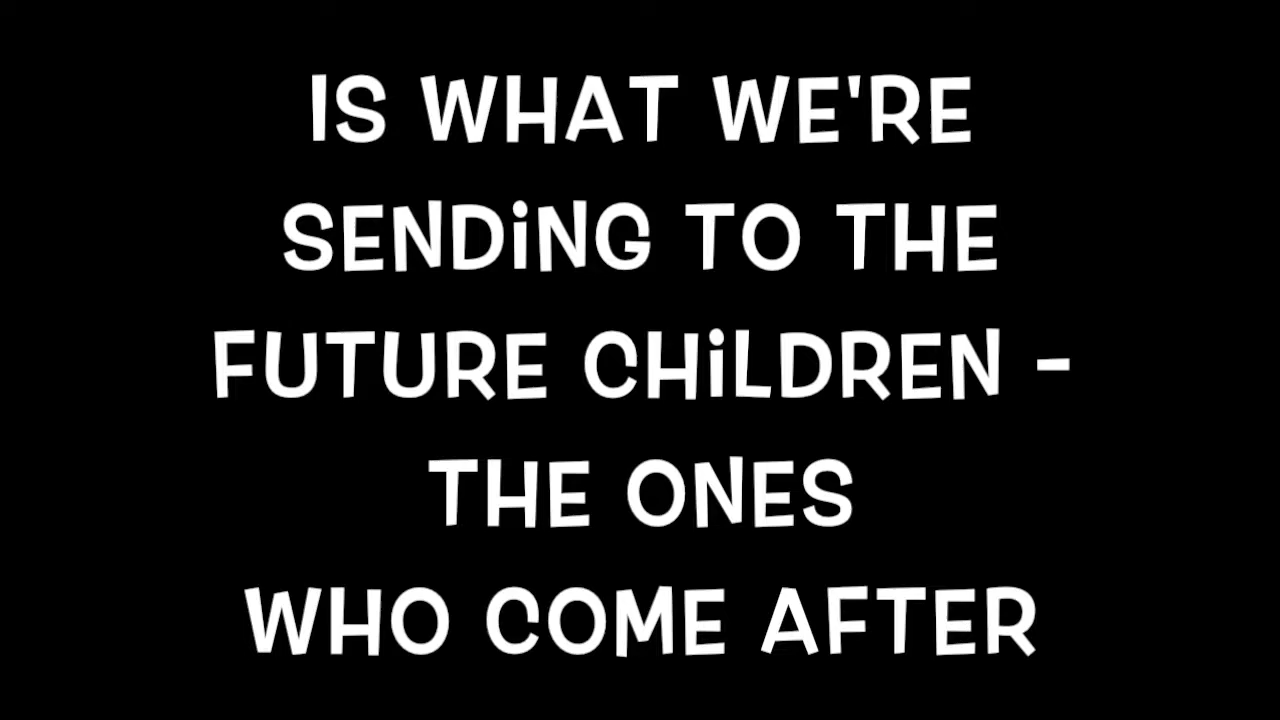 IS WHAT WE'RE
SENDiNG TO THE
FUTURE CHiLDREN -
THE ONES
WHO COME AFTER